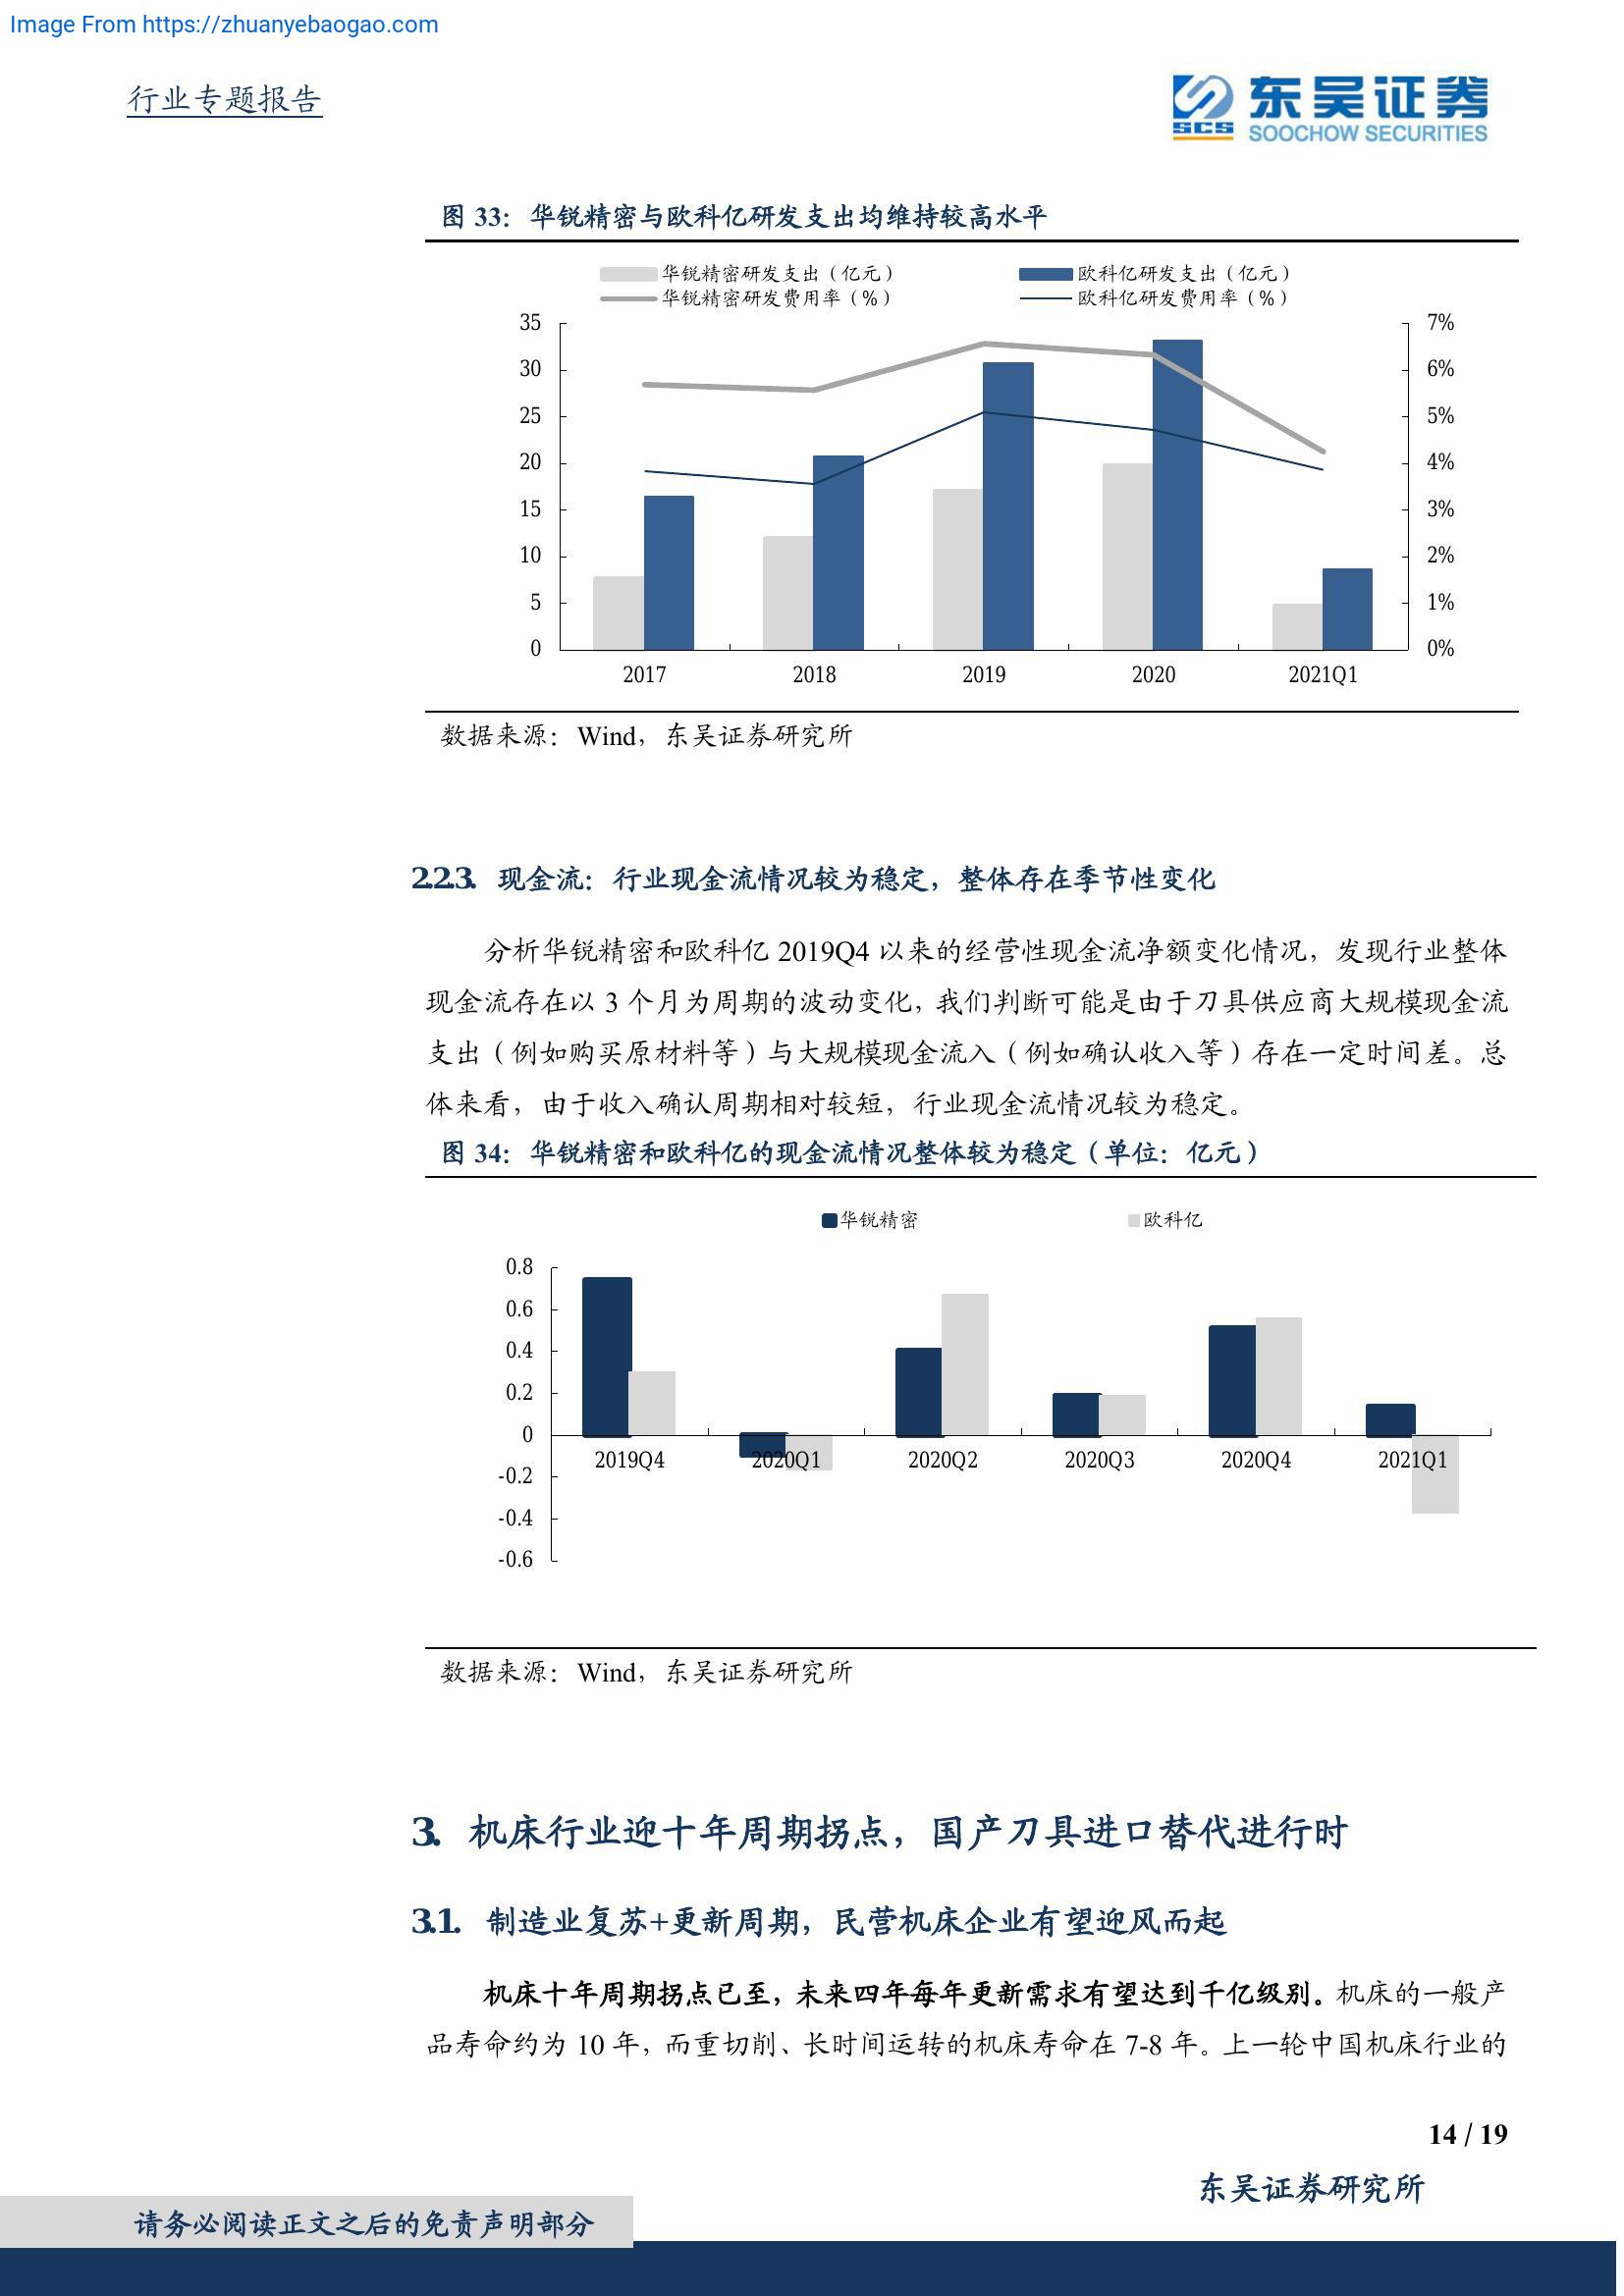 Image From https://zhuanyebaogao.com
行业专题报告
SCS 东吴证券
SOOCHOW SECURITIES
图 33：华锐精密与欧科亿研发支出均维持较高水平
华锐精密研发支出（亿元） 欧科亿研发支出（亿元）
华锐精密研发费用率（%） 欧科亿研发费用率（%）
35 7%
30 6%
25 5%
20 4%
15 3%
10 2%
5 1%
0 0%
2017 2018 2019 2020 2021Q1
数据来源：Wind，东吴证券研究所
2.2.3. 现金流：行业现金流情况较为稳定，整体存在季节性变化
分析华锐精密和欧科亿 2019Q4 以来的经营性现金流净额变化情况，发现行业整体
现金流存在以 3 个月为周期的波动变化，我们判断可能是由于刀具供应商大规模现金流
支出（例如购买原材料等）与大规模现金流入（例如确认收入等）存在一定时间差。总
体来看，由于收入确认周期相对较短，行业现金流情况较为稳定。
图 34：华锐精密和欧科亿的现金流情况整体较为稳定（单位：亿元）
华锐精密 欧科亿
0.8
0.6
0.4
0.2
0
2019Q4 2020Q1 2020Q2 2020Q3 2020Q4 2021Q1
-0.2
-0.4
-0.6
数据来源：Wind，东吴证券研究所
3. 机床行业迎十年周期拐点，国产刀具进口替代进行时
3.1. 制造业复苏+更新周期，民营机床企业有望迎风而起
机床十年周期拐点已至，未来四年每年更新需求有望达到千亿级别。机床的一般产
品寿命约为 10 年，而重切削、长时间运转的机床寿命在 7-8 年。上一轮中国机床行业的
14 / 19
东吴证券研究所
请务必阅读正文之后的免责声明部分